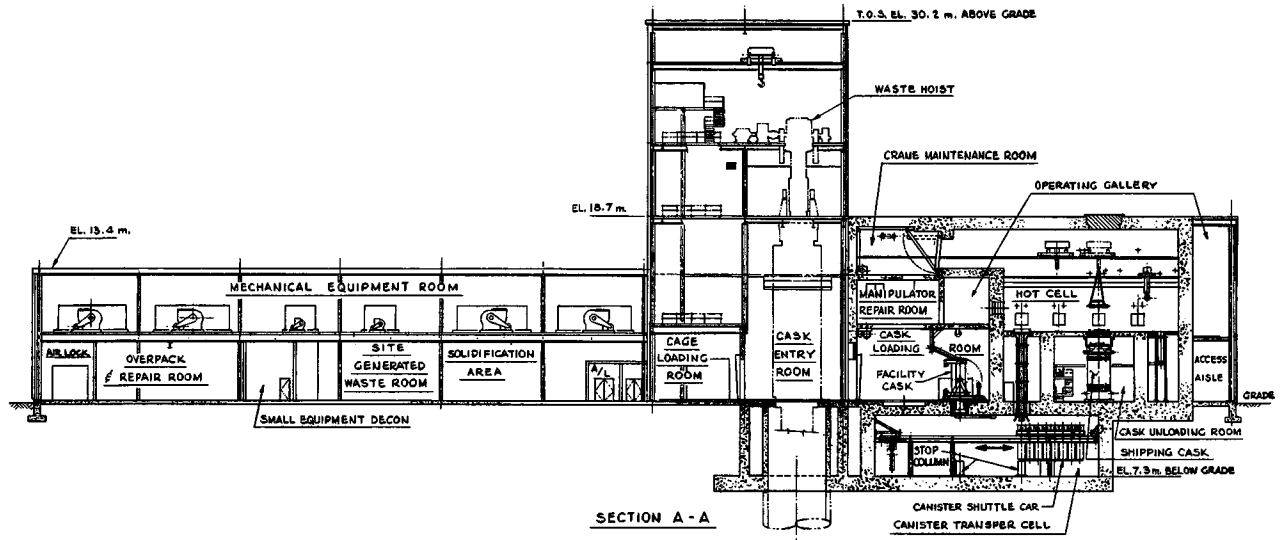 T.O.S. EL. 30.2 m. ABOVE GRADE
WASTE HOIST
CRANE MAINTENANCE ROOM
OPERATING GALLERY
EL. 18.7 m.
EL. 13.4 m.
MECHANICAL EQUIPMENT ROOM
MANIPULATOR
REPAIR ROOM
HOT CELL
AIR LOCK
OVERPACK
& REPAIR ROOM
SITE
GENERATED
WASTE ROOM
SOLIDIFICATION
AREA
A/L
CAGE
LOADING
ROOM
CASK
ENTRY
ROOM
CASK
LOADING
ROOM
FACILITY
CASK
ACCESS
AISLE
GRADE
SMALL EQUIPMENT DECON
CASK UNLOADING ROOM
SHIPPING CASK
STOP
COLUMN
EL. 7.3 m. BELOW GRADE
CANISTER SHUTTLE CAR
CANISTER TRANSFER CELL
SECTION A-A